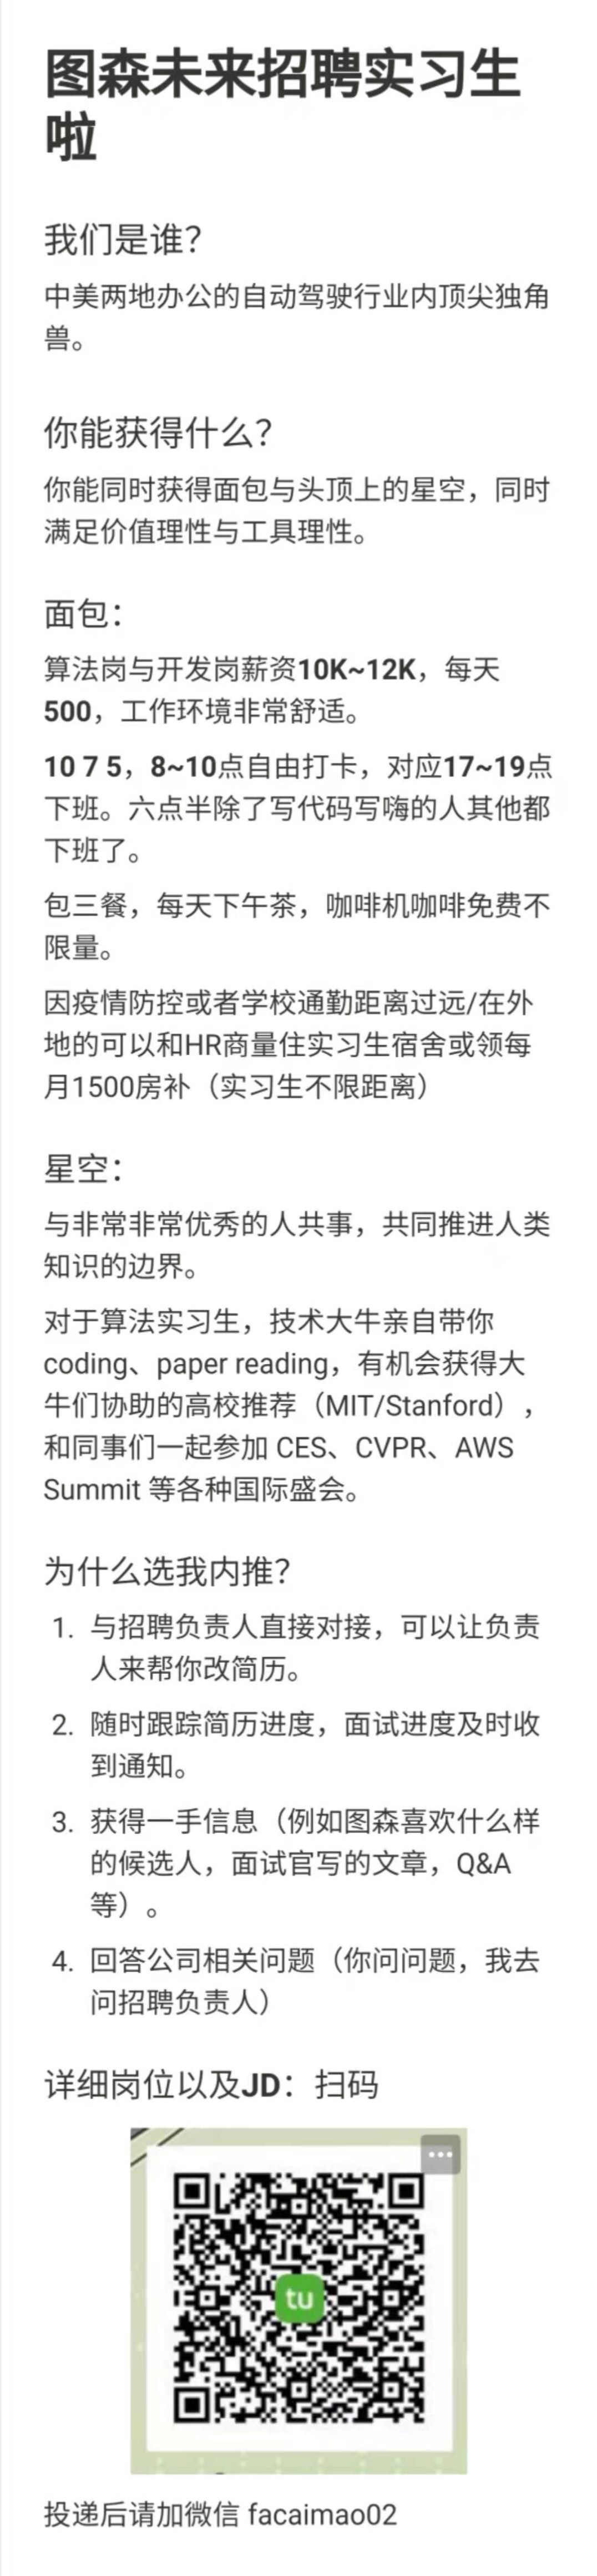 图森未来招聘实习生
啦
我们是谁？
中美两地办公的自动驾驶行业内顶尖独角
兽。
你能获得什么？
你能同时获得面包与头顶上的星空，同时
满足价值理性与工具理性。
面包：
算法岗与开发岗薪资10K~12K，每天
500，工作环境非常舒适。
10 7 5，8~10点自由打卡，对应17~19点
下班。六点半除了写代码写嗨的人其他都
下班了。
包三餐，每天下午茶，咖啡机咖啡免费不
限量。
因疫情防控或者学校通勤距离过远/在外
地的可以和HR商量住实习生宿舍或领每
月1500房补（实习生不限距离）
星空：
与非常非常优秀的人共事，共同推进人类
知识的边界。
对于算法实习生，技术大牛亲自带你
coding、paper reading，有机会获得大
牛们协助的高校推荐（MIT/Stanford），
和同事们一起参加 CES、CVPR、AWS
Summit 等各种国际盛会。
为什么选我内推？
1. 与招聘负责人直接对接，可以让负责
人来帮你改简历。
2. 随时跟踪简历进度，面试进度及时收
到通知。
3. 获得一手信息（例如图森喜欢什么样
的候选人，面试官写的文章，Q&A
等）。
4. 回答公司相关问题（你问问题，我去
问招聘负责人）
详细岗位以及JD：扫码
tu
投递后请加微信 facaimao02